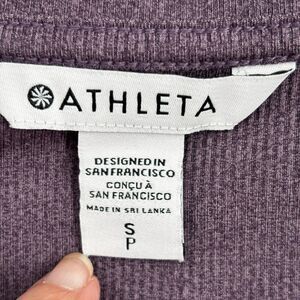 ATHLETA
DESIGNED IN
SAN FRANCISCO
CONÇU À
SAN FRANCISCO
MADE IN SRI LANKA
S
P